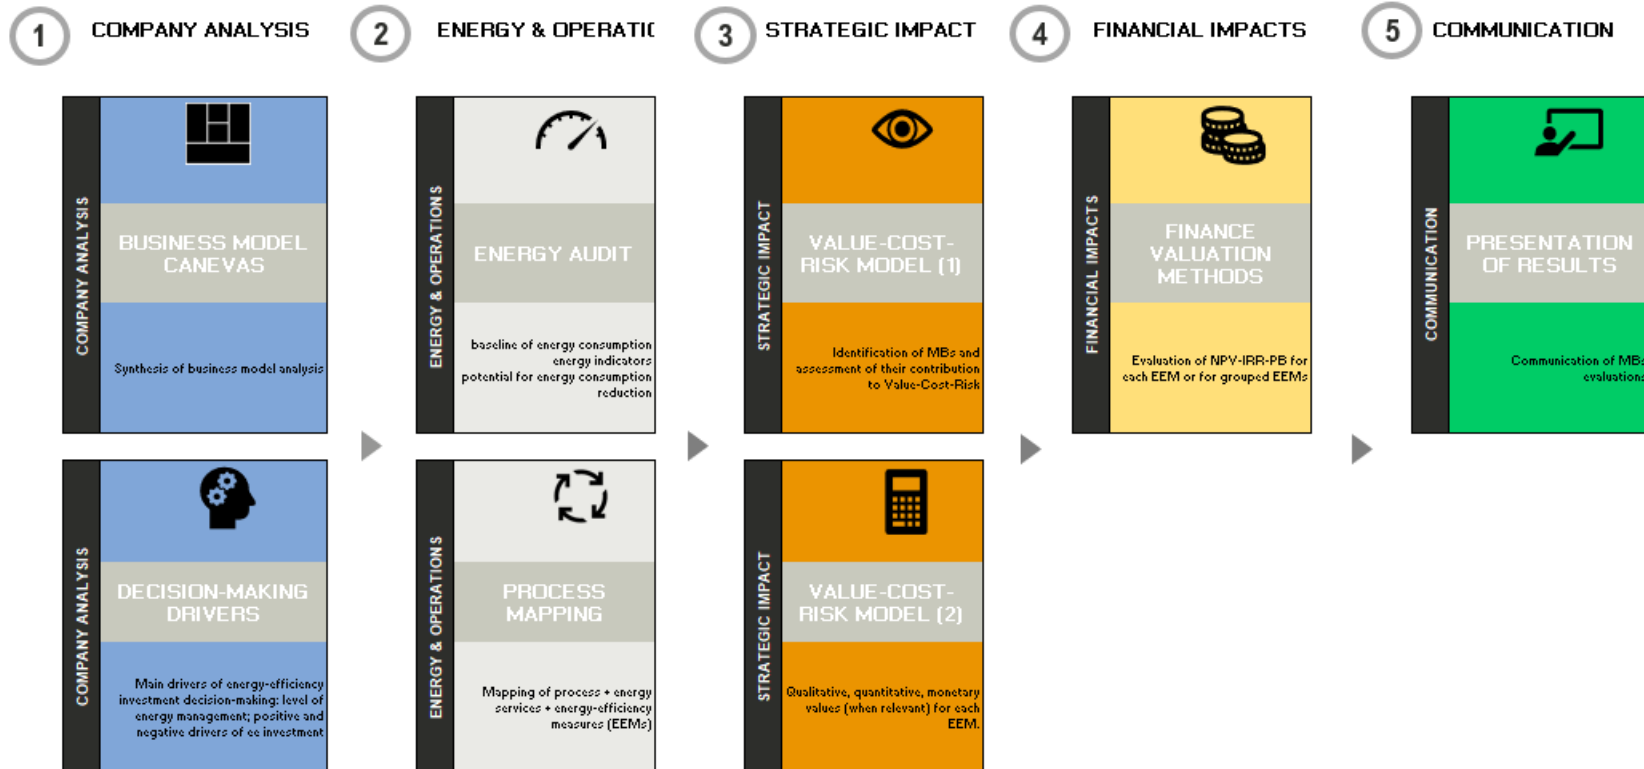 1 COMPANY ANALYSIS
2 ENERGY & OPERATIO
3 STRATEGIC IMPACT
4 FINANCIAL IMPACTS
5 COMMUNICATION
COMPANY ANALYSIS
BUSINESS MODEL
CANEVAS
Synthesis of business model analysis
ENERGY & OPERATIONS
ENERGY AUDIT
baseline of energy consumption
energy indicators
potential for energy consumption
reduction
STRATEGIC IMPACT
VALUE-COST-
RISK MODEL (1)
Identification of MBs and
assessment of their contribution
to Value-Cost-Risk
FINANCIAL IMPACTS
FINANCE
VALUATION
METHODS
Evaluation of NPV-IRR-PB for
each EEM or for grouped EEMs
COMMUNICATION
PRESENTATION
OF RESULTS
Communication of MBs
evaluations
COMPANY ANALYSIS
DECISION-MAKING
DRIVERS
Main drivers of energy-efficiency
investment decision-making: level of
energy management; positive and
negative drivers of ee investment
ENERGY & OPERATIONS
PROCESS
MAPPING
Mapping of process + energy
services + energy-efficiency
measures (EEMs)
STRATEGIC IMPACT
VALUE-COST-
RISK MODEL (2)
Qualitative, quantitative, monetary
values (when relevant) for each
EEM.